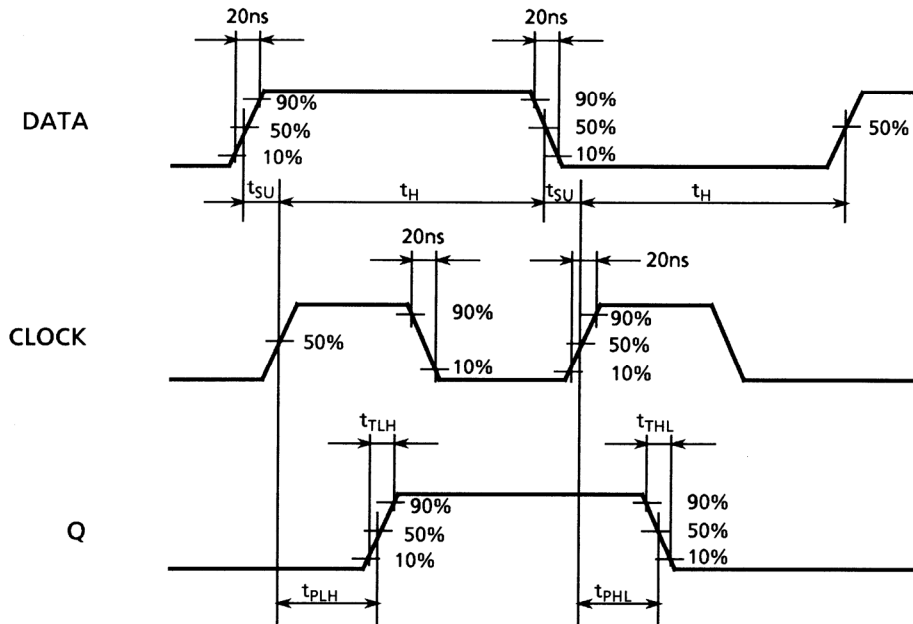 20ns 20ns
90% 90%
DATA 50% 50% 50%
10% 10%
tSU tH tSU tH
20ns 20ns
90% 90%
CLOCK 50% 50%
10% 10%
tTLH tTHL
90% 90%
Q 50% 50%
10% 10%
tPLH tPHL